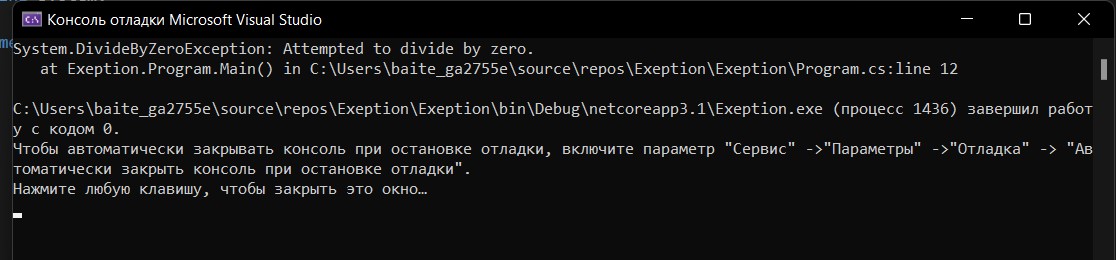 Консоль отладки Microsoft Visual Studio
System.DivideByZeroException: Attempted to divide by zero.
   at Exeption.Program.Main() in C:\Users\baite_ga2755e\source\repos\Exeption\Exeption\Program.cs:line 12
C:\Users\baite_ga2755e\source\repos\Exeption\Exeption\bin\Debug\netcoreapp3.1\Exeption.exe (процесс 1436) завершил работ
у с кодом 0.
Чтобы автоматически закрывать консоль при остановке отладки, включите параметр "Сервис" ->"Параметры" ->"Отладка" -> "Ав
томатически закрыть консоль при остановке отладки".
Нажмите любую клавишу, чтобы закрыть это окно…